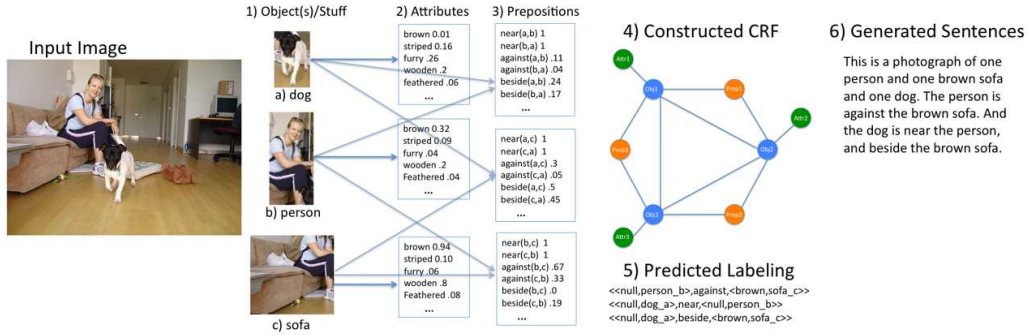 Input Image
1) Object(s)/Stuff
a) dog
b) person
c) sofa
2) Attributes
brown 0.01
striped 0.16
furry .26
wooden .2
feathered .06
...
brown 0.32
striped 0.09
furry .04
wooden .2
Feathered .04
...
brown 0.94
striped 0.10
furry .06
wooden .8
Feathered .08
...
3) Prepositions
near(a,b) 1
near(b,a) 1
against(a,b) .11
against(b,a) .04
beside(a,b) .24
beside(b,a) .17
...
near(a,c) 1
near(c,a) 1
against(a,c) .3
against(c,a) .05
beside(a,c) .5
beside(c,a) .45
...
near(b,c) 1
near(c,b) 1
against(b,c) .67
against(c,b) .33
beside(b,c) .0
beside(c,b) .19
...
4) Constructed CRF
Attr1
Obj1
Prep1
Attr2
Obj2
Obj3
Prep2
Attr3
5) Predicted Labeling
<<null,person_b>,against,<brown,sofa_c>>
<<null,dog_a>,near,<null,person_b>>
<<null,dog_a>,beside,<brown,sofa_c>>
6) Generated Sentences
This is a photograph of one
person and one brown sofa
and one dog. The person is
against the brown sofa. And
the dog is near the person,
and beside the brown sofa.